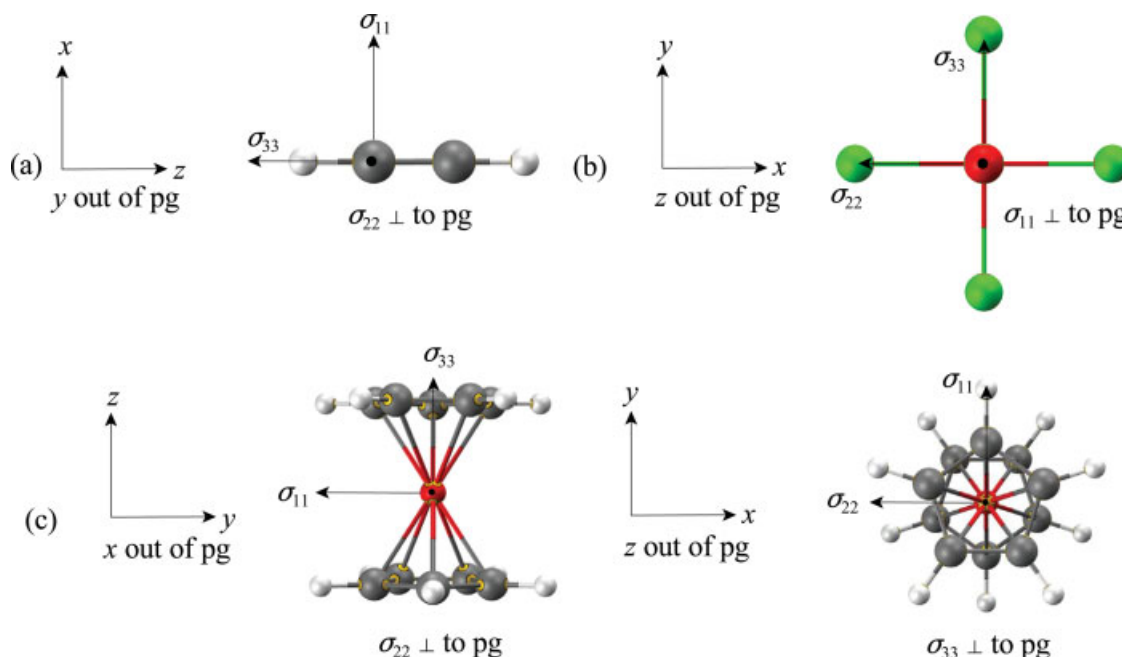 (a)
x
z
y out of pg
σ₁₁
σ₃₃
σ₂₂ ⊥ to pg
(b)
y
x
z out of pg
σ₃₃
σ₂₂
σ₁₁ ⊥ to pg
(c)
z
y
x out of pg
σ₃₃
σ₁₁
σ₂₂ ⊥ to pg
y
x
z out of pg
σ₁₁
σ₂₂
σ₃₃ ⊥ to pg